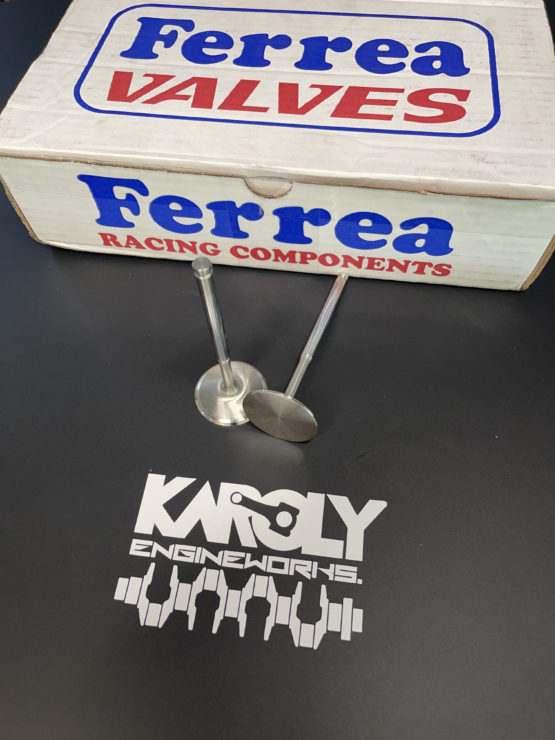 Ferrea
VALVES
Ferrea
RACING COMPONENTS
KAROLY
ENGINEWORKS.